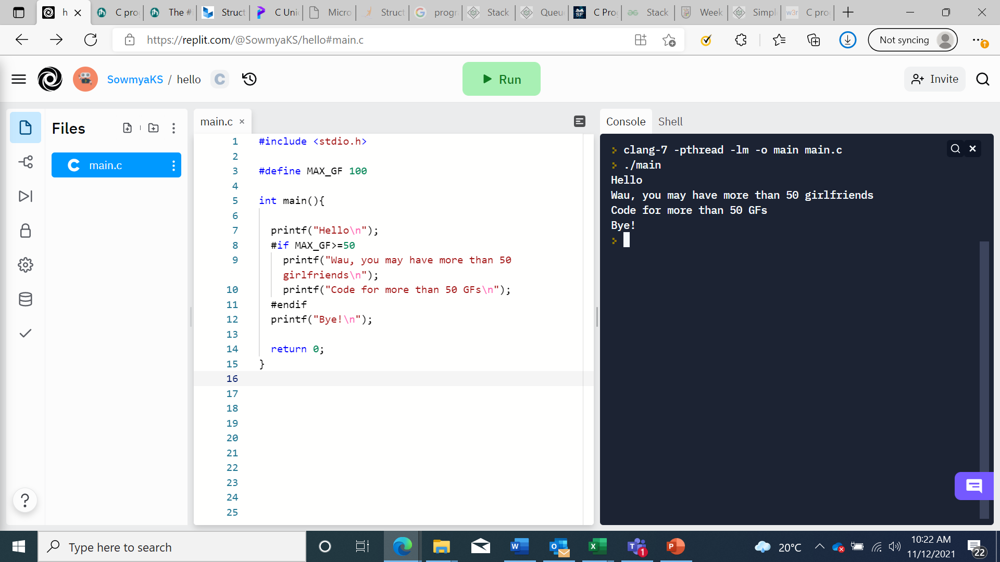 h
C pro
The #
Struct
C Uni
Micro
Struct
progr
Stack
Queu
C Pro
Stack
Week
Simpl
w3r C pro
https://replit.com/@SowmyaKS/hello#main.c
Not syncing
SowmyaKS / hello C
Run
Invite
Files
main.c
main.c ×
1 #include <stdio.h>
2
3 #define MAX_GF 100
4
5 int main(){
6
7 printf("Hello\n");
8 #if MAX_GF>=50
9 printf("Wau, you may have more than 50
girlfriends\n");
10 printf("Code for more than 50 GFs\n");
11 #endif
12 printf("Bye!\n");
13
14 return 0;
15 }
16
17
18
19
20
21
22
23
24
25
Console Shell
> clang-7 -pthread -lm -o main main.c
> ./main
Hello
Wau, you may have more than 50 girlfriends
Code for more than 50 GFs
Bye!
>
?
Type here to search
20°C
10:22 AM
11/12/2021
22